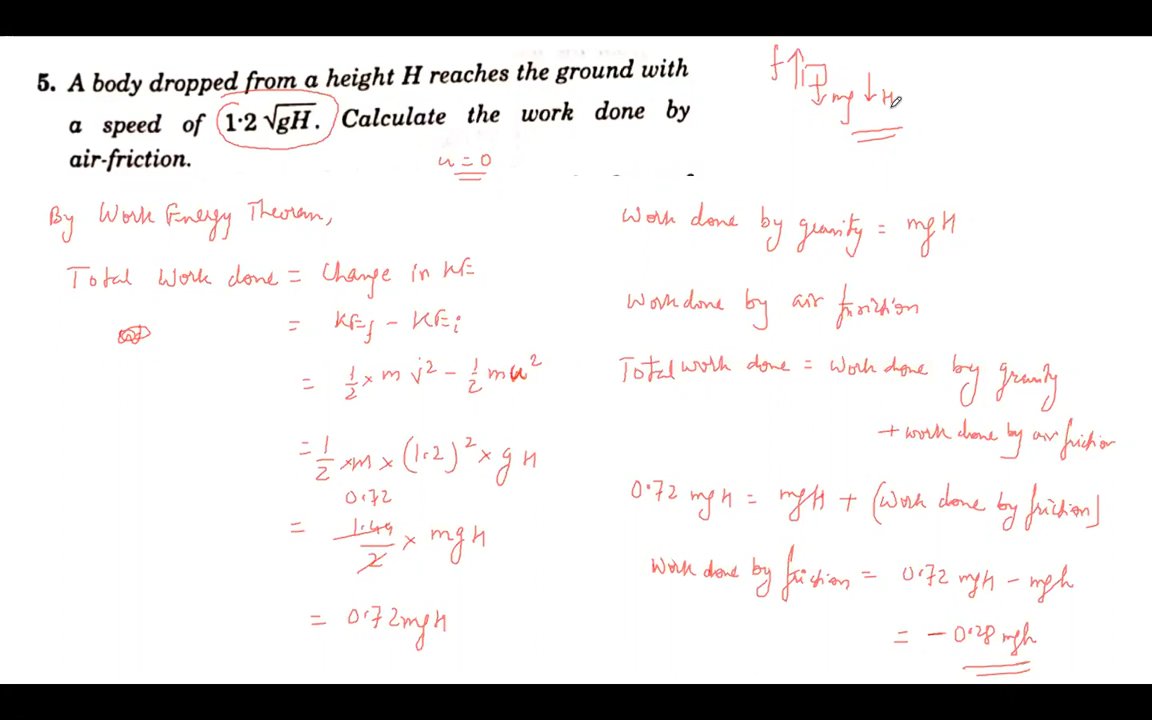 5. A body dropped from a height H reaches the ground with
a speed of 1·2 √gH. Calculate the work done by
air-friction.
u = 0
f ↑ ↓ mg ↓ H
By Work Energy Theorem,
Total Work done = Change in KE
= KEf - KEi
= 1/2 × m v² - 1/2 m u²
= 1/2 × m × (1.2)² × g H
0.72
= 1.44/2 × mgH
= 0.72 mgH
Work done by gravity = mgH
Work done by air friction
Total work done = work done by gravity
+ work done by air friction
0.72 mgh = mgH + (Work done by friction)
Work done by friction = 0.72 mgH - mgh
= - 0.28 mgh